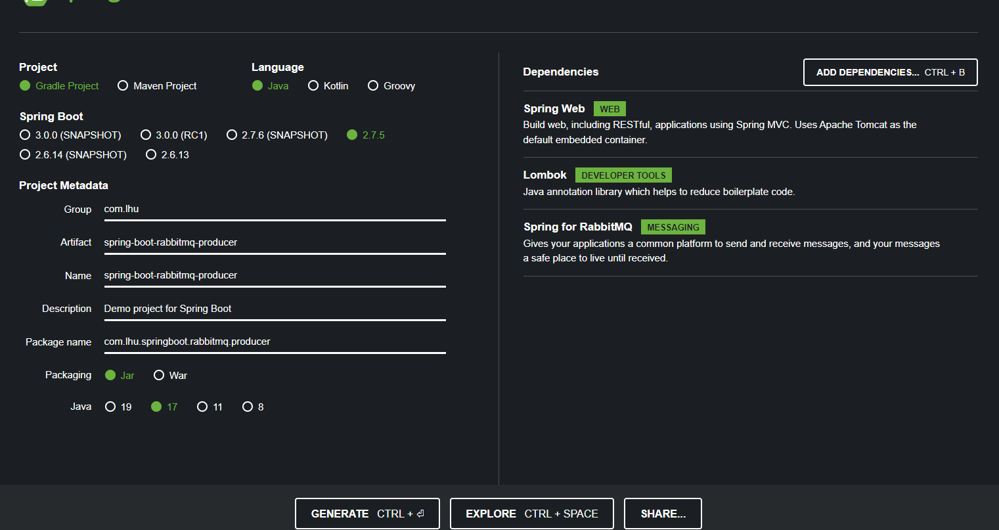 Project
Gradle Project
Maven Project
Language
Java
Kotlin
Groovy
Spring Boot
3.0.0 (SNAPSHOT)
3.0.0 (RC1)
2.7.6 (SNAPSHOT)
2.7.5
2.6.14 (SNAPSHOT)
2.6.13
Project Metadata
Group com.lhu
Artifact spring-boot-rabbitmq-producer
Name spring-boot-rabbitmq-producer
Description Demo project for Spring Boot
Package name com.lhu.springboot.rabbitmq.producer
Packaging Jar War
Java 19 17 11 8
Dependencies
ADD DEPENDENCIES... CTRL + B
Spring Web WEB
Build web, including RESTful, applications using Spring MVC. Uses Apache Tomcat as the
default embedded container.
Lombok DEVELOPER TOOLS
Java annotation library which helps to reduce boilerplate code.
Spring for RabbitMQ MESSAGING
Gives your applications a common platform to send and receive messages, and your messages
a safe place to live until received.
GENERATE CTRL + ⏎
EXPLORE CTRL + SPACE
SHARE...